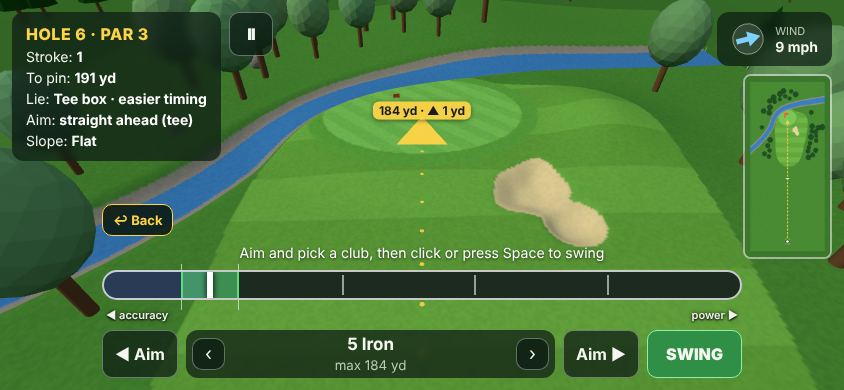 HOLE 6 · PAR 3
Stroke: 1
To pin: 191 yd
Lie: Tee box · easier timing
Aim: straight ahead (tee)
Slope: Flat
WIND
9 mph
184 yd · ▲ 1 yd
↩ Back
Aim and pick a club, then click or press Space to swing
◀ accuracy
power ▶
◀ Aim
‹
5 Iron
max 184 yd
›
Aim ▶
SWING